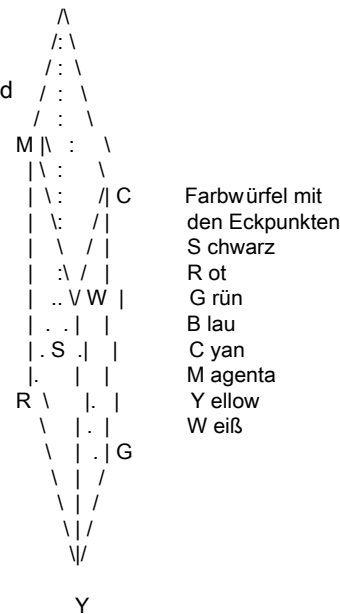 /\
/: \
/ : \
d / : \
/ : \
M |\ : \
| \ : \
| \ : /| C Farbwürfel mit
| \: / | den Eckpunkten
| \ / | S chwarz
| :\ / | R ot
| .. \/ W | G rün
| . . | | B lau
| . S .| | C yan
|. | | M agenta
R \ |. | Y ellow
\ | . | W eiß
\ | . | G
\ | /
\ | /
\ | /
\|/
Y